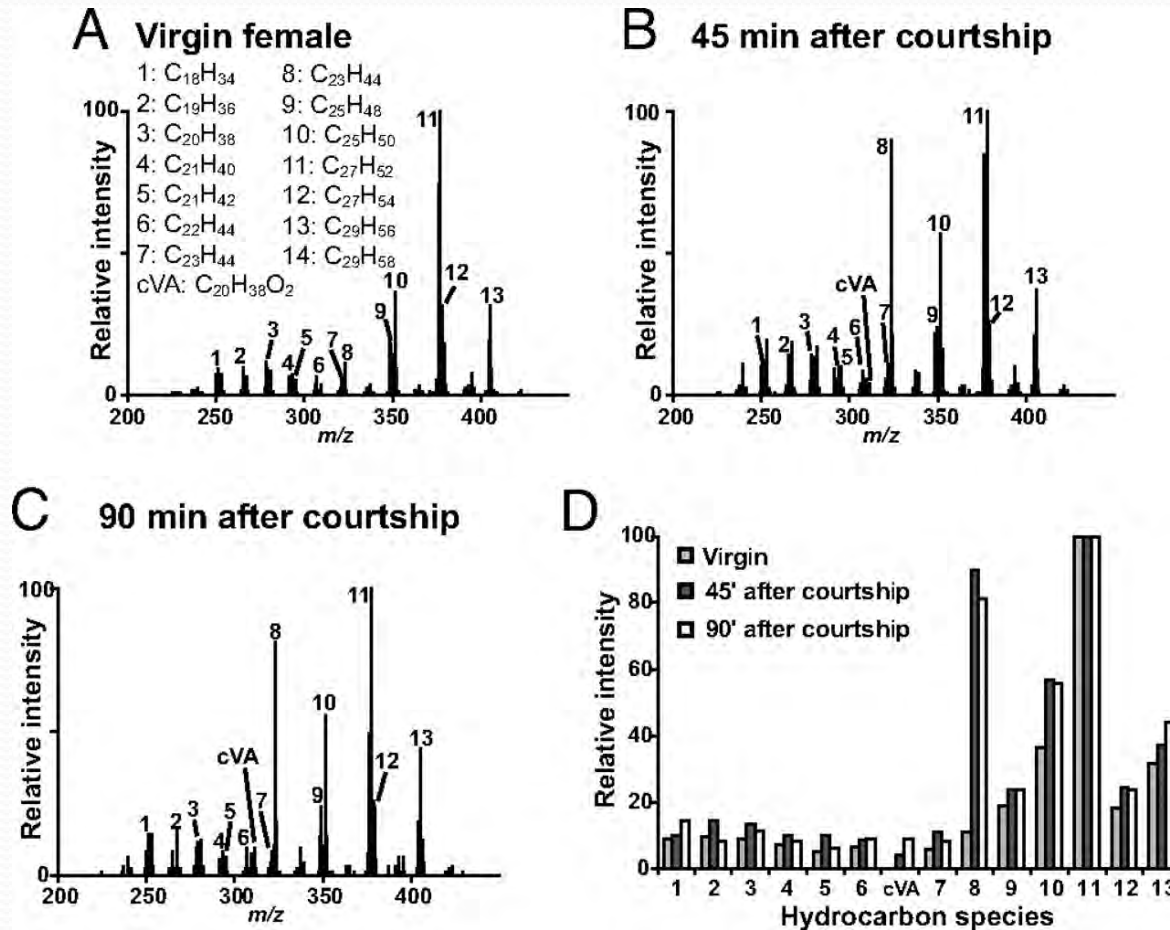 A Virgin female
1: C₁₈H₃₄ 8: C₂₃H₄₄
2: C₁₉H₃₆ 9: C₂₅H₄₈
3: C₂₀H₃₈ 10: C₂₅H₅₀
4: C₂₁H₄₀ 11: C₂₇H₅₂
5: C₂₁H₄₂ 12: C₂₇H₅₄
6: C₂₂H₄₄ 13: C₂₉H₅₆
7: C₂₃H₄₄ 14: C₂₉H₅₈
cVA: C₂₀H₃₈O₂
100
Relative intensity
0
1 2 3 4 5 6 7 8 9 10 11 12 13
200 250 300 350 400
m/z
B 45 min after courtship
100
Relative intensity
0
1 2 3 4 5 6 cVA 7 8 9 10 11 12 13
200 250 300 350 400
m/z
C 90 min after courtship
100
Relative intensity
0
1 2 3 4 5 6 cVA 7 8 9 10 11 12 13
200 250 300 350 400
m/z
D
Virgin
45' after courtship
90' after courtship
Relative intensity
100
80
60
40
20
0
1 2 3 4 5 6 cVA 7 8 9 10 11 12 13
Hydrocarbon species